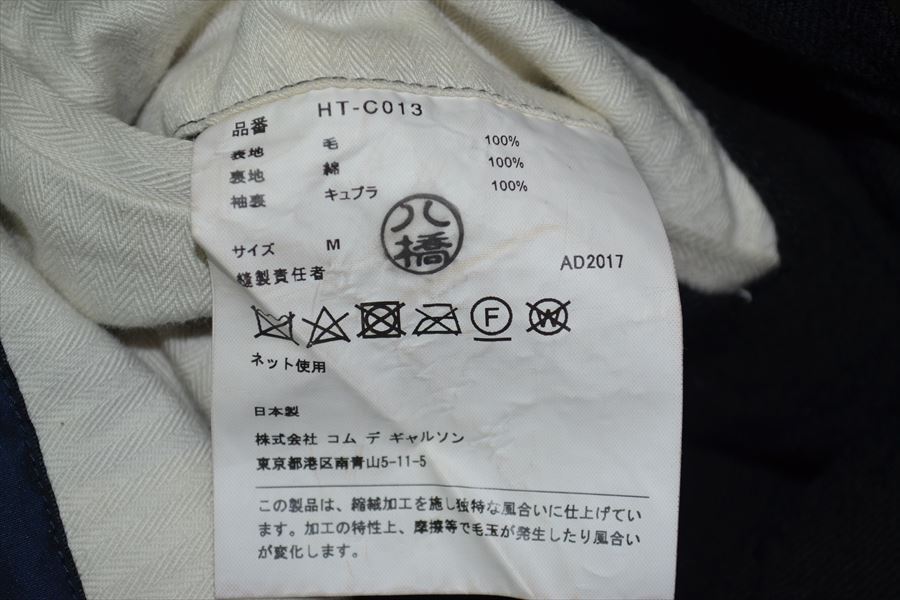 品番 HT-C013
表地 毛 100%
裏地 綿 100%
袖裏 キュプラ 100%
八橋
サイズ M
AD2017
縫製責任者
F W
ネット使用
日本製
株式会社 コム デ ギャルソン
東京都港区南青山5-11-5
この製品は、縮絨加工を施し独特な風合いに仕上げてい
ます。加工の特性上、摩擦等で毛玉が発生したり風合い
が変化します。